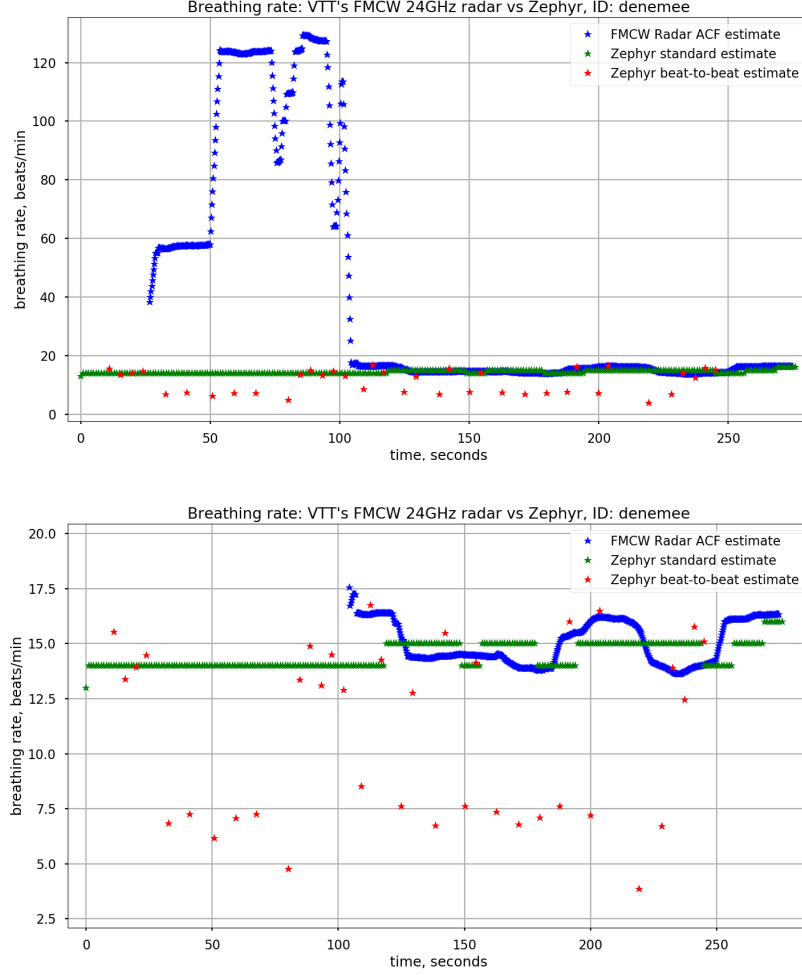 Breathing rate: VTT's FMCW 24GHz radar vs Zephyr, ID: denemee
FMCW Radar ACF estimate
Zephyr standard estimate
Zephyr beat-to-beat estimate
breathing rate, beats/min
120
100
80
60
40
20
0
0 50 100 150 200 250
time, seconds
Breathing rate: VTT's FMCW 24GHz radar vs Zephyr, ID: denemee
FMCW Radar ACF estimate
Zephyr standard estimate
Zephyr beat-to-beat estimate
breathing rate, beats/min
20.0
17.5
15.0
12.5
10.0
7.5
5.0
2.5
0 50 100 150 200 250
time, seconds